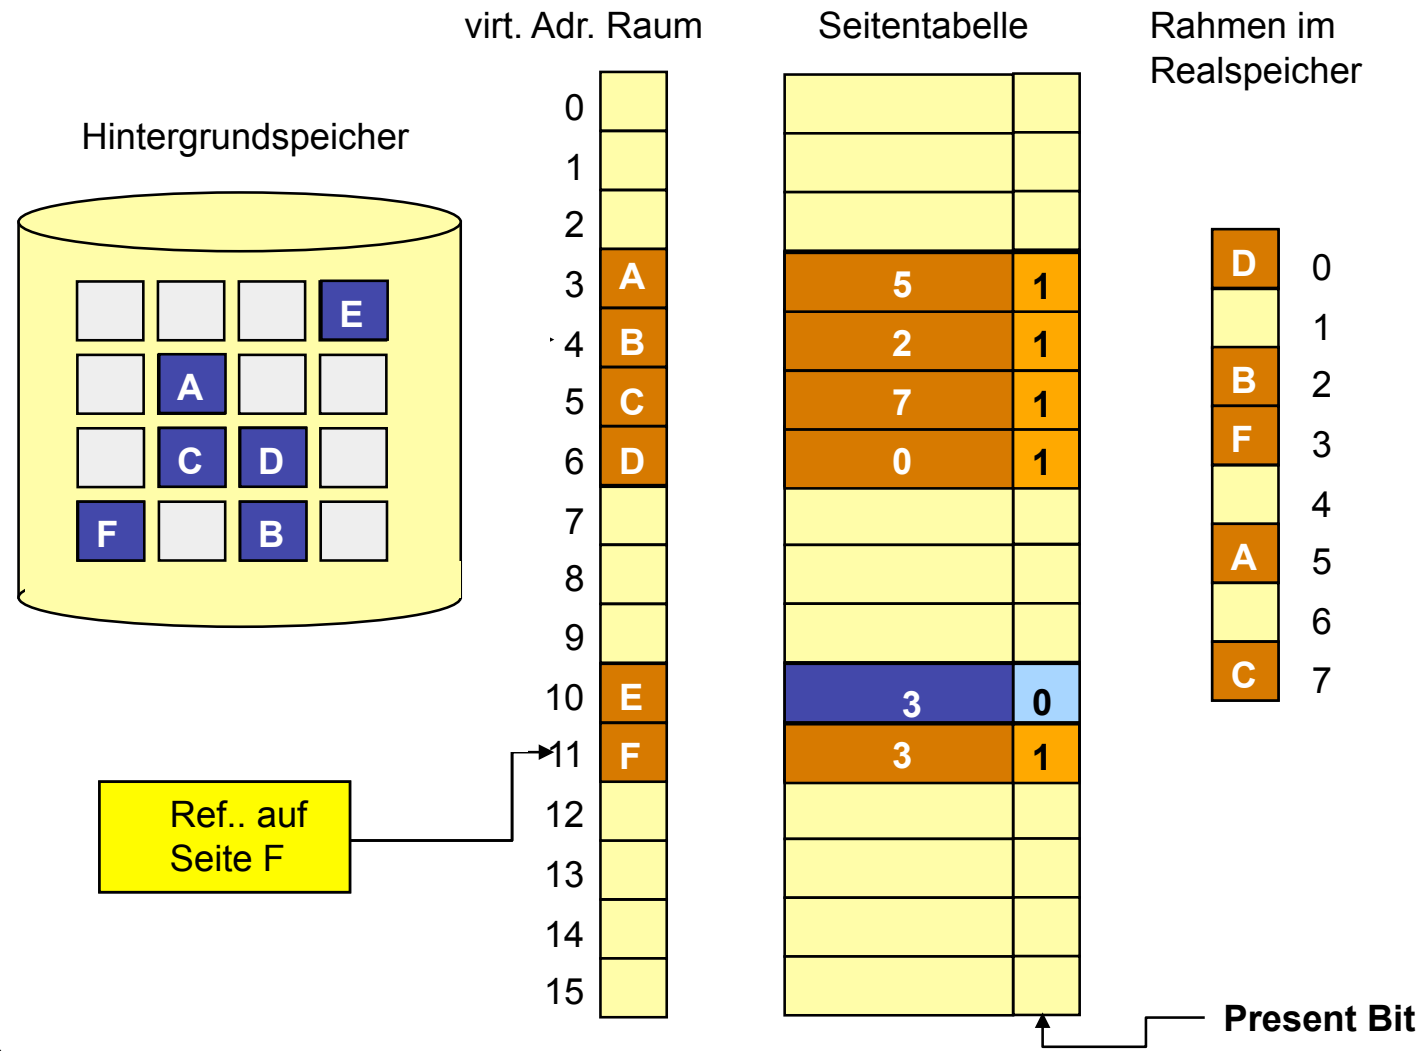 virt. Adr. Raum
Seitentabelle
Rahmen im
Realspeicher
Hintergrundspeicher
E
A
C D
F B
0
1
2
3 A 5 1
4 B 2 1
5 C 7 1
6 D 0 1
7
8
9
10 E 3 0
11 F 3 1
12
13
14
15
D 0
1
B 2
F 3
4
A 5
6
C 7
Ref.. auf
Seite F
Present Bit